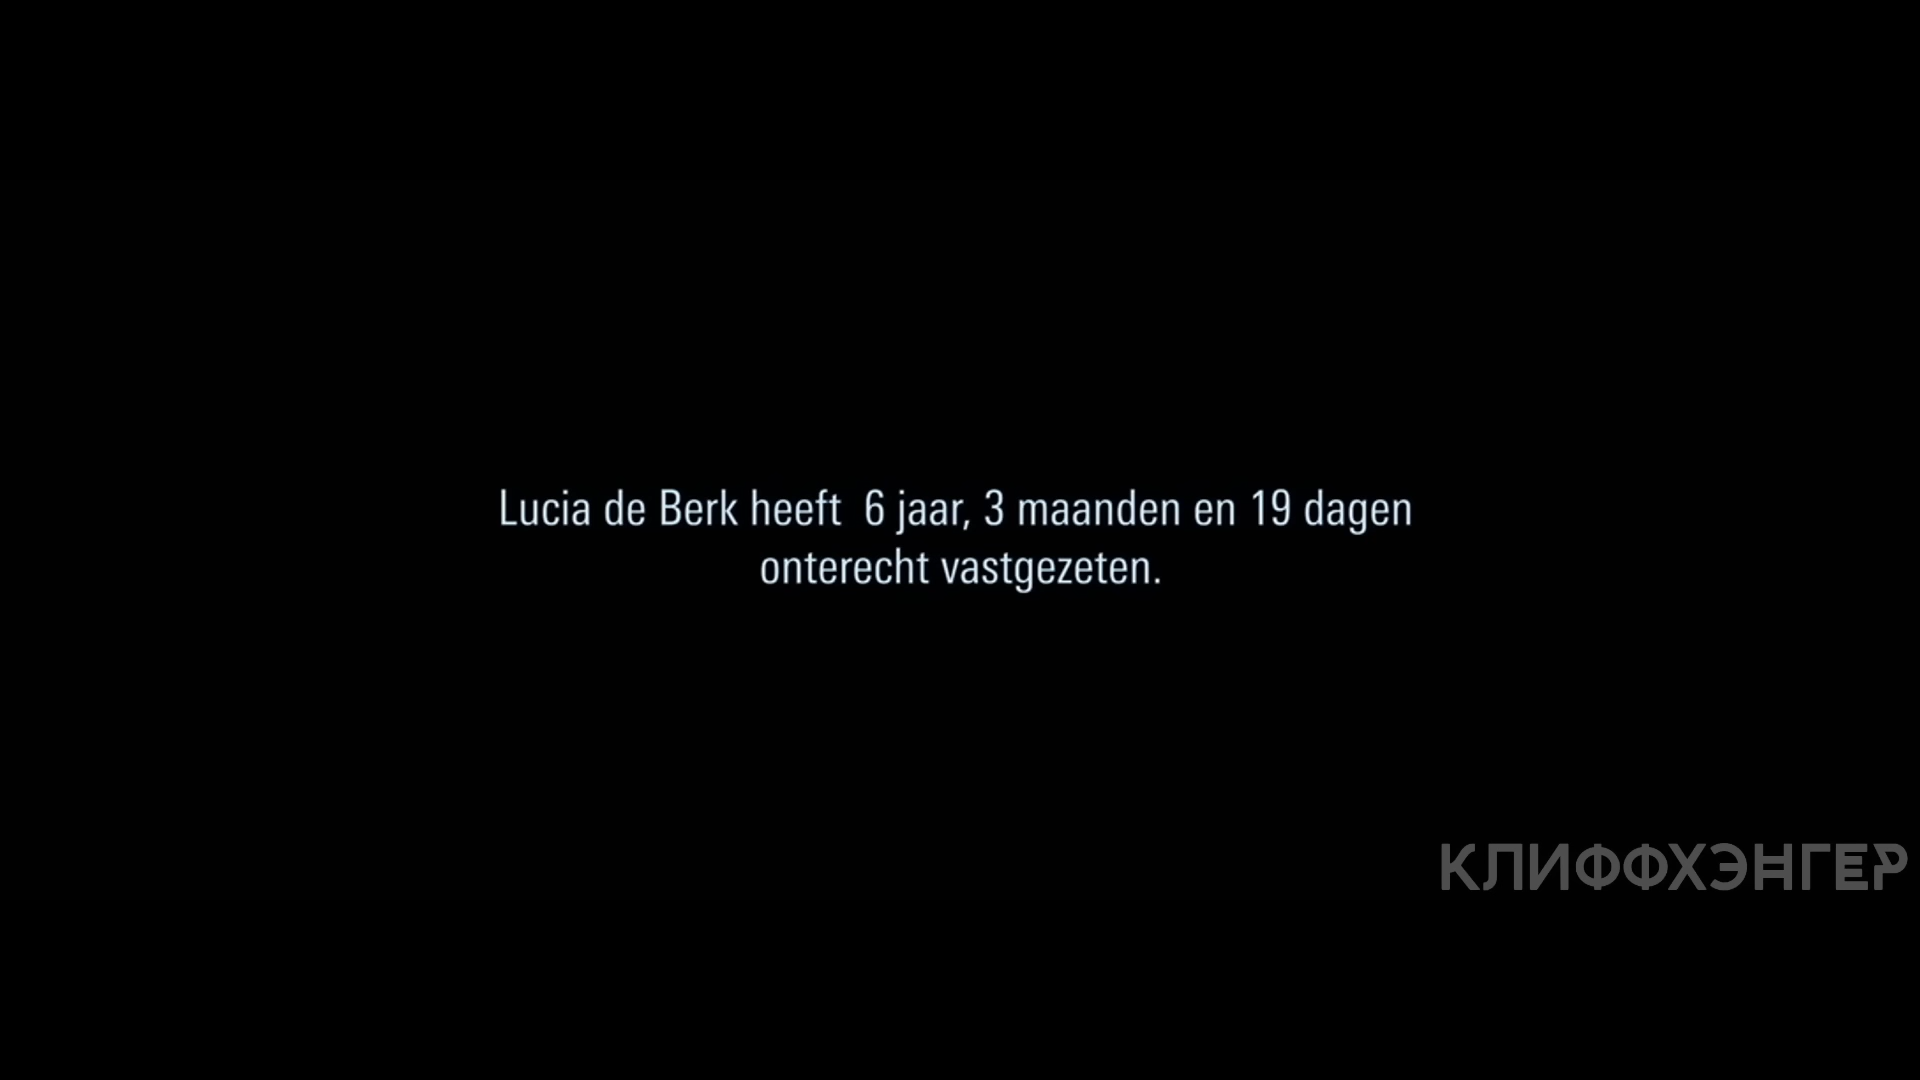 Lucia de Berk heeft  6 jaar, 3 maanden en 19 dagen
onterecht vastgezeten.
КЛИФФХЭНГЕР